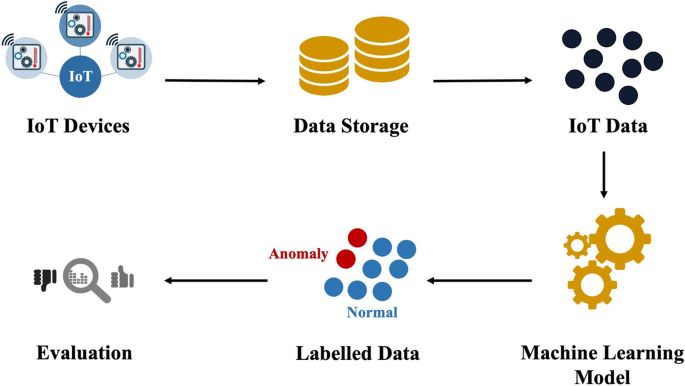 IoT
IoT Devices
Data Storage
IoT Data
Anomaly
Normal
Evaluation
Labelled Data
Machine Learning
Model